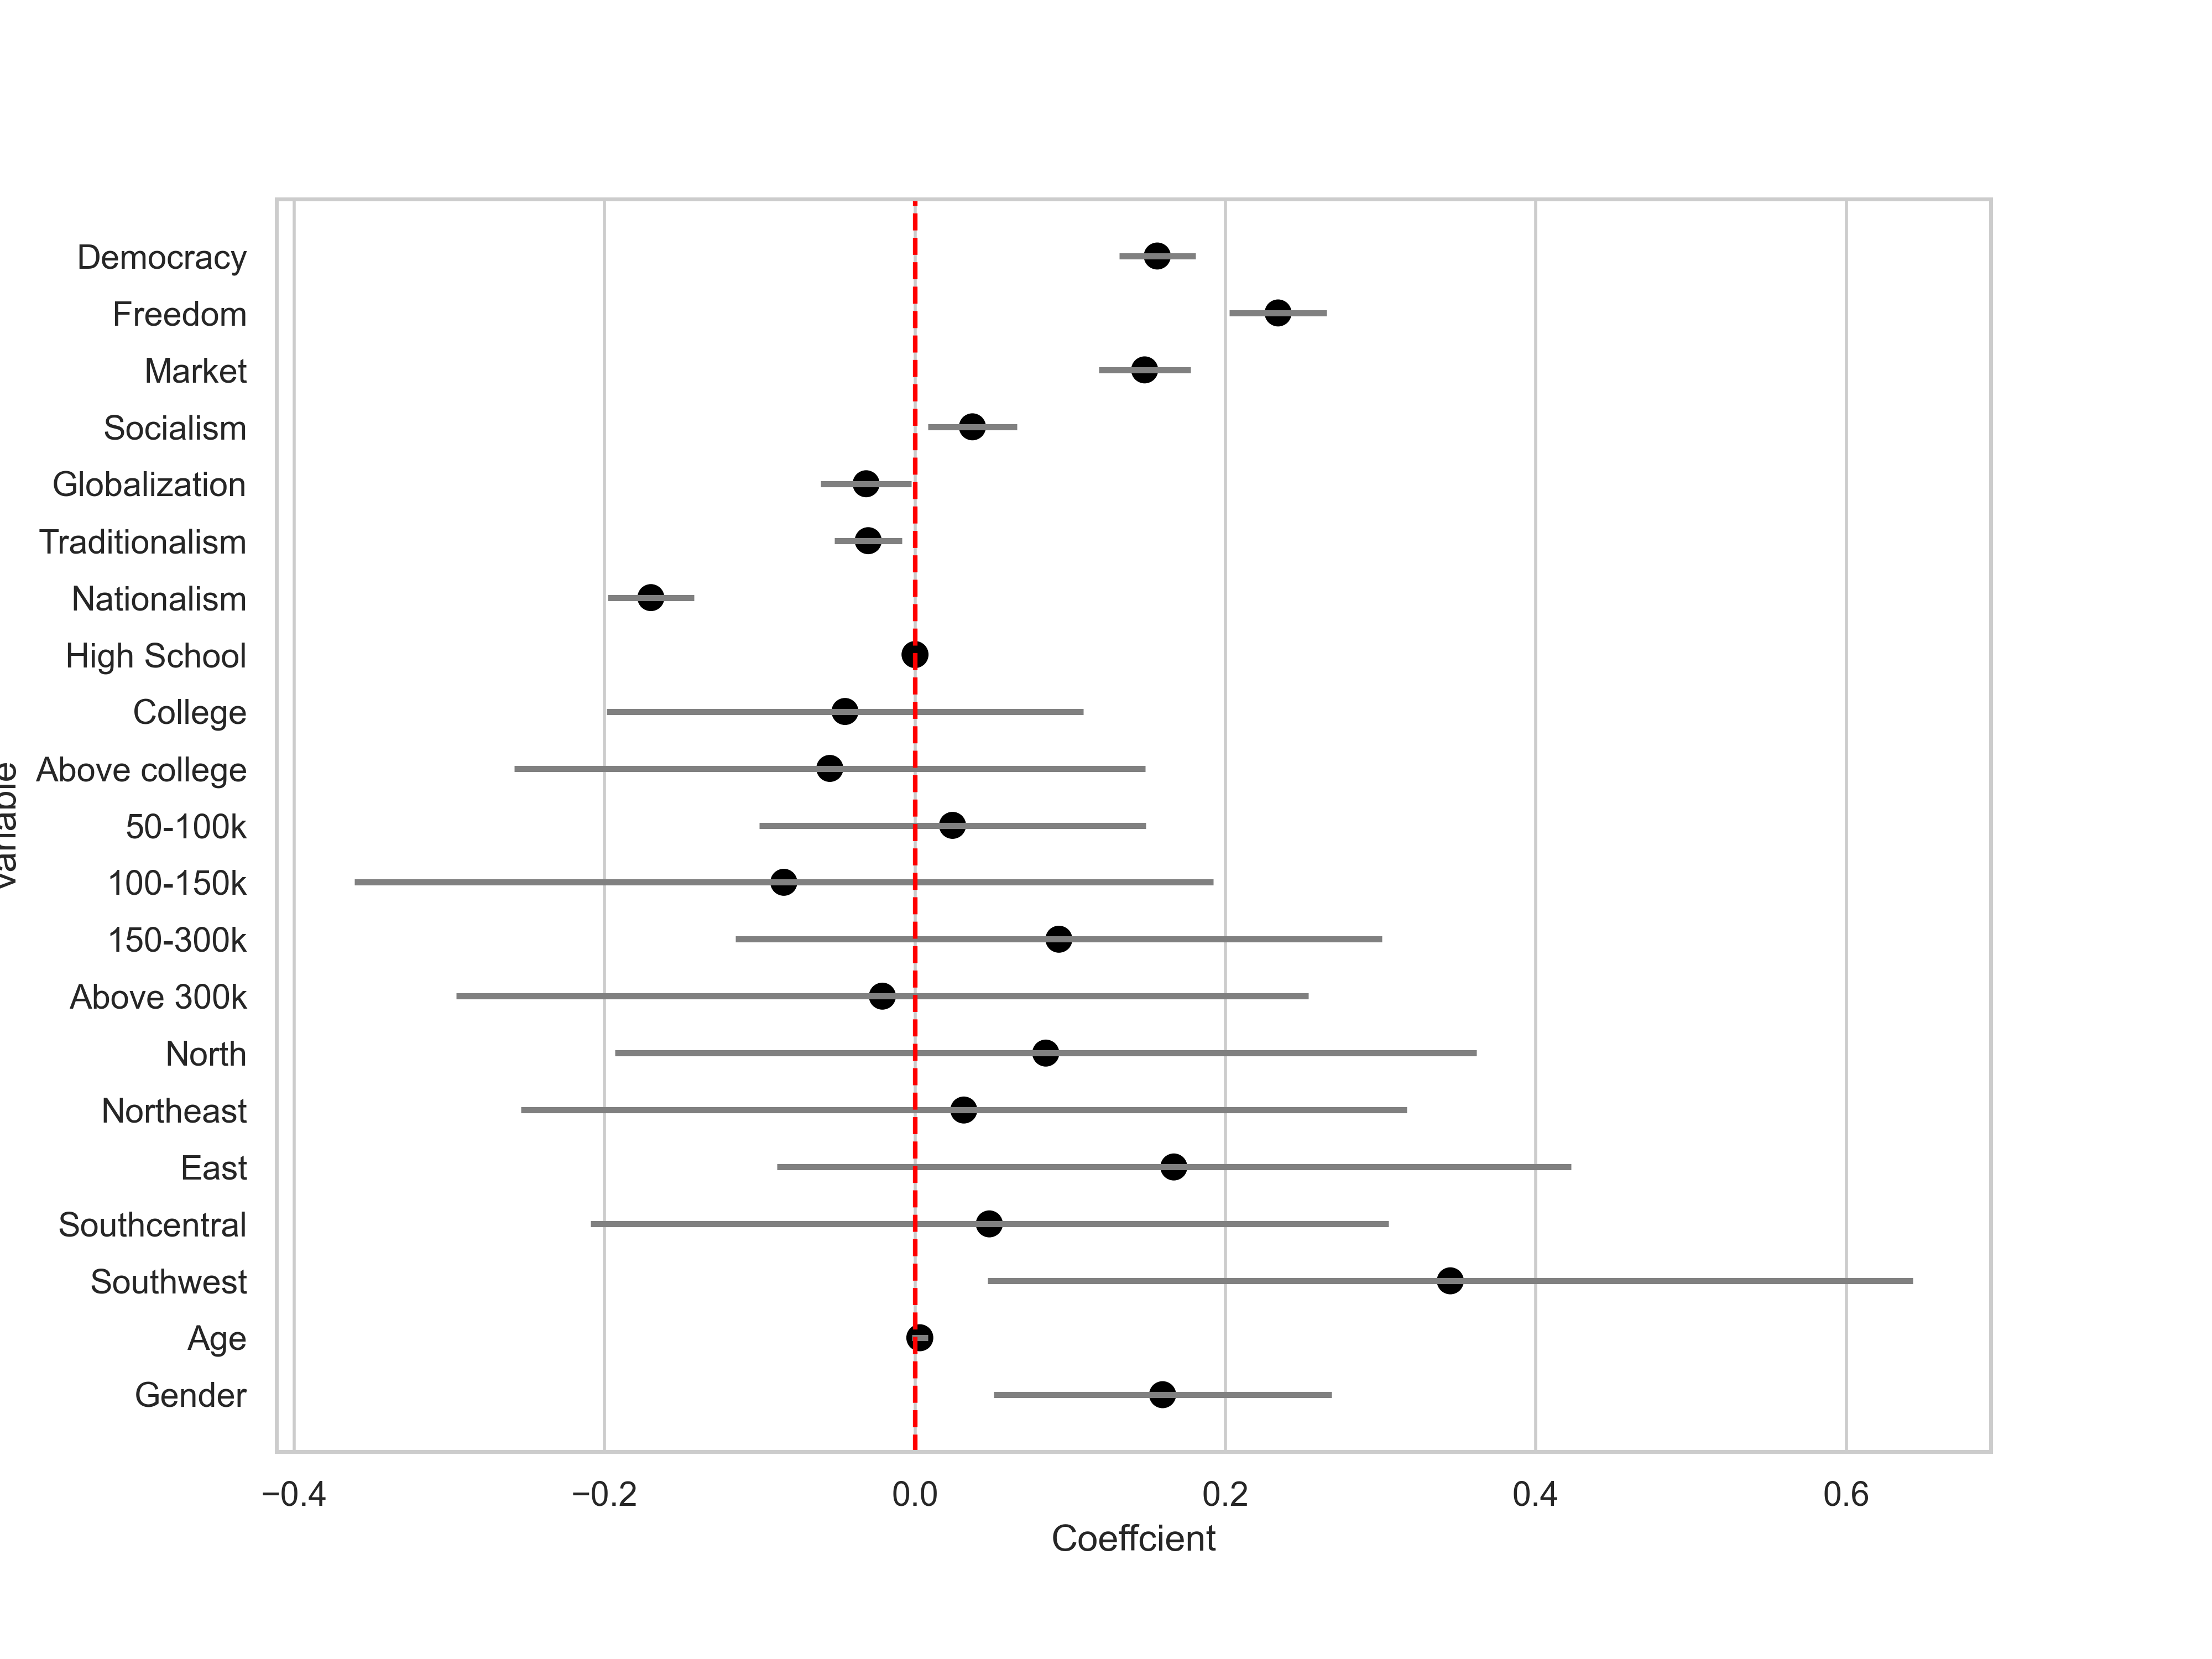 Democracy
Freedom
Market
Socialism
Globalization
Traditionalism
Nationalism
High School
College
Above college
50-100k
100-150k
150-300k
Above 300k
North
Northeast
East
Southcentral
Southwest
Age
Gender
Variable
−0.4 −0.2 0.0 0.2 0.4 0.6
Coeffcient